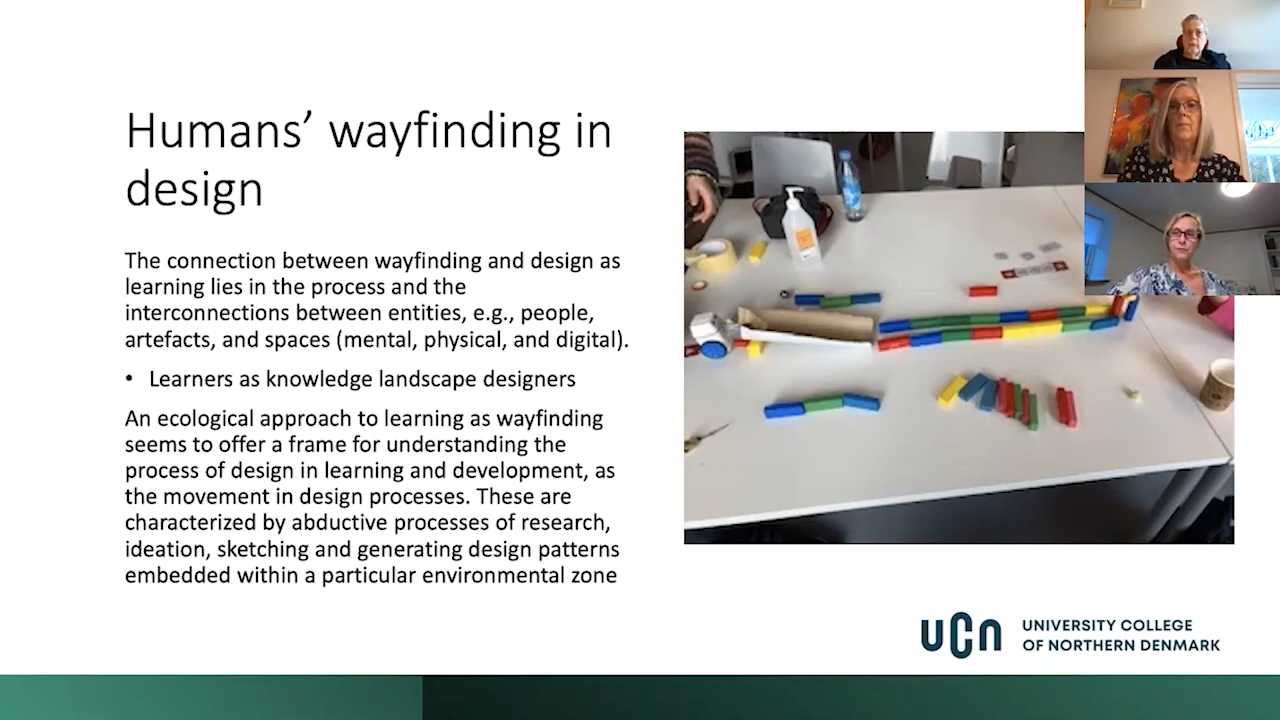 Humans’ wayfinding in
design
The connection between wayfinding and design as
learning lies in the process and the
interconnections between entities, e.g., people,
artefacts, and spaces (mental, physical, and digital).
• Learners as knowledge landscape designers
An ecological approach to learning as wayfinding
seems to offer a frame for understanding the
process of design in learning and development, as
the movement in design processes. These are
characterized by abductive processes of research,
ideation, sketching and generating design patterns
embedded within a particular environmental zone
UCN
UNIVERSITY COLLEGE
OF NORTHERN DENMARK